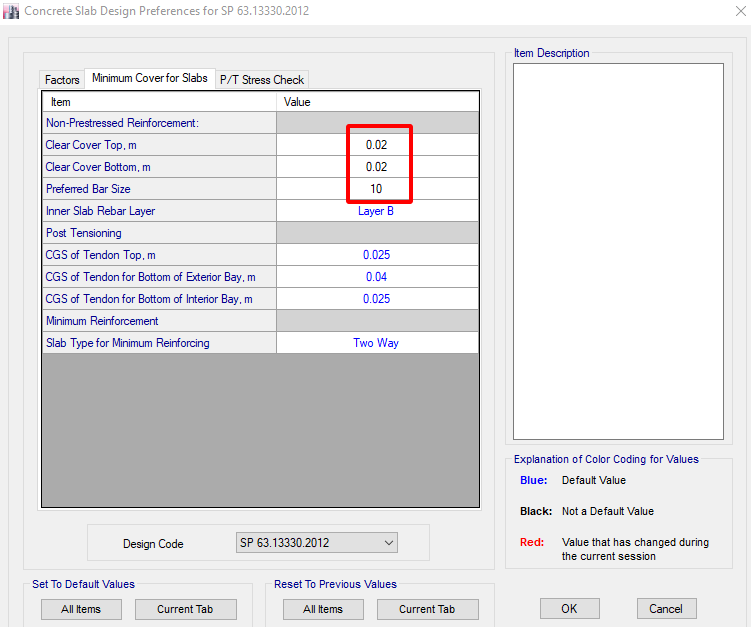 Concrete Slab Design Preferences for SP 63.13330.2012
Factors Minimum Cover for Slabs P/T Stress Check
Item Value
Non-Prestressed Reinforcement:
Clear Cover Top, m 0.02
Clear Cover Bottom, m 0.02
Preferred Bar Size 10
Inner Slab Rebar Layer Layer B
Post Tensioning
CGS of Tendon Top, m 0.025
CGS of Tendon for Bottom of Exterior Bay, m 0.04
CGS of Tendon for Bottom of Interior Bay, m 0.025
Minimum Reinforcement
Slab Type for Minimum Reinforcing Two Way
Design Code SP 63.13330.2012
Set To Default Values
All Items Current Tab
Reset To Previous Values
All Items Current Tab
Item Description
Explanation of Color Coding for Values
Blue: Default Value
Black: Not a Default Value
Red: Value that has changed during
the current session
OK Cancel